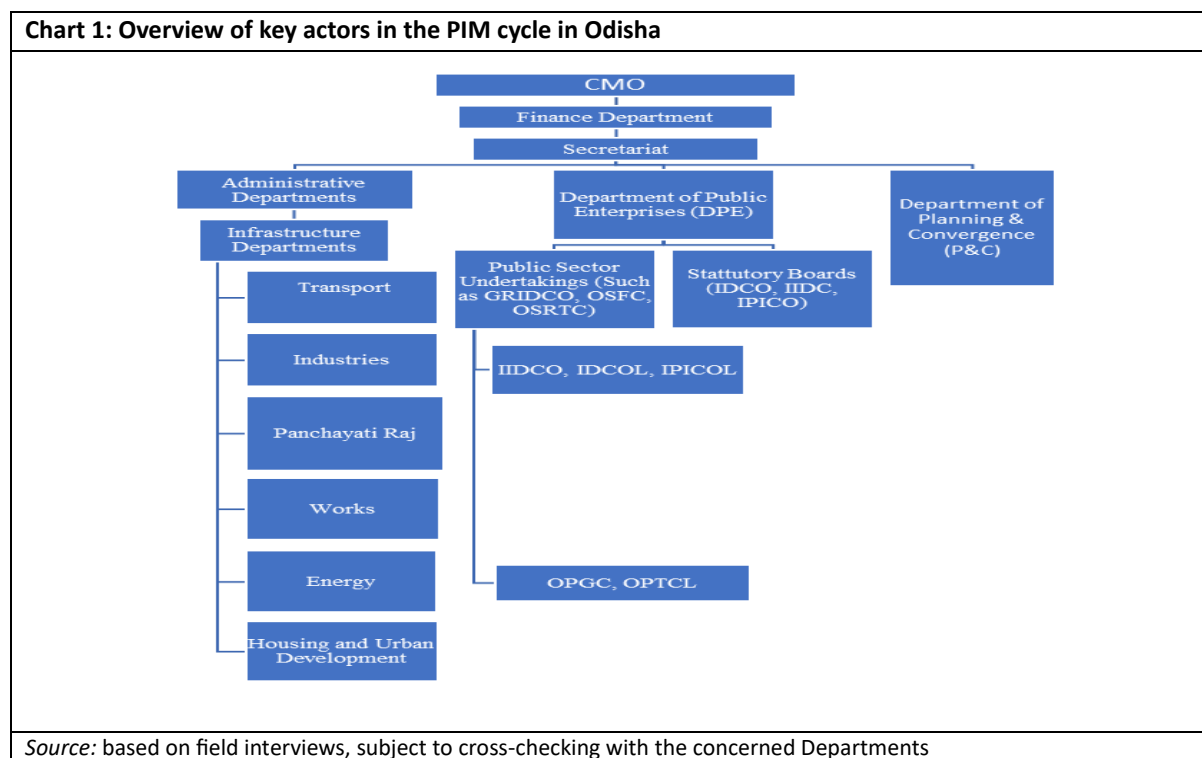 Chart 1: Overview of key actors in the PIM cycle in Odisha
CMO
Finance Department
Secretariat
Administrative
Departments
Infrastructure
Departments
Transport
Industries
Panchayati Raj
Works
Energy
Housing and Urban
Development
Department of Public
Enterprises (DPE)
Public Sector
Undertakings (Such
as GRIDCO, OSFC,
OSRTC)
IIDCO, IDCOL, IPICOL
OPGC, OPTCL
Stattutory Boards
(IDCO, IIDC,
IPICO)
Department of
Planning &
Convergence
(P&C)
Source: based on field interviews, subject to cross-checking with the concerned Departments